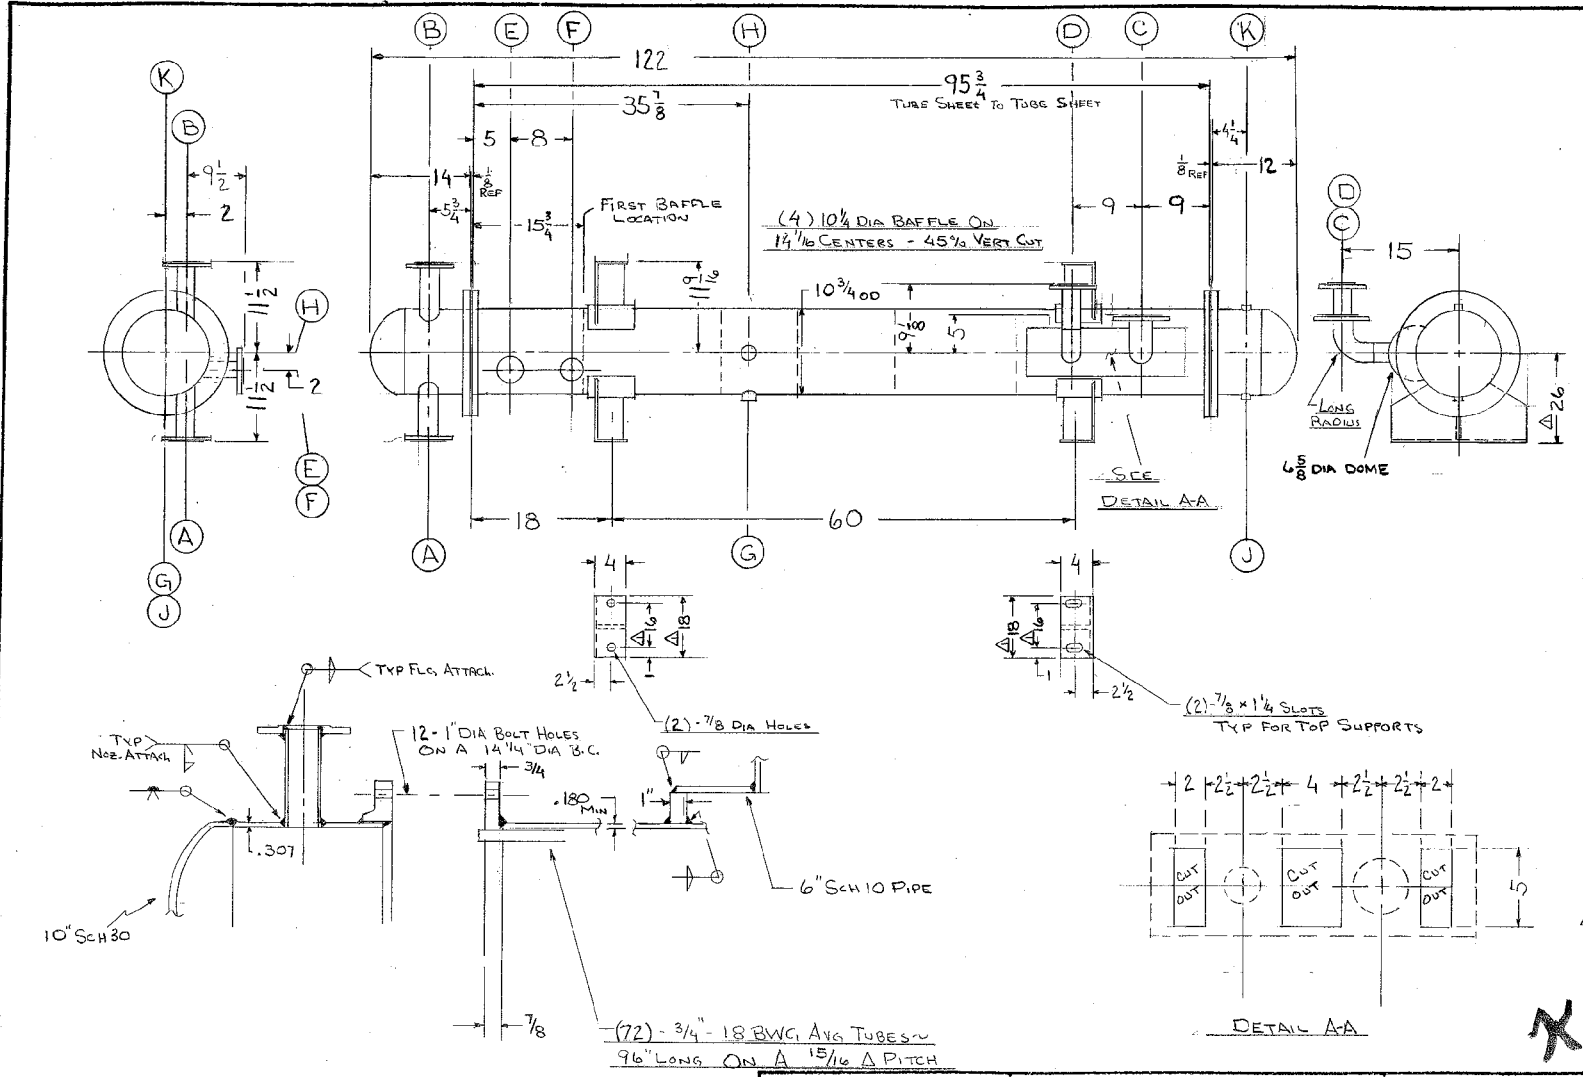 B E F H D C K
K
122
95 3/4
TUBE SHEET TO TUBE SHEET
35 7/8
B
5 8
4 1/4
9 1/2
14
1/8 REF
1/8 REF
12
2
5 3/4
15 3/4
FIRST BAFFLE
LOCATION
(4) 10 1/4 DIA BAFFLE ON
14 1/16 CENTERS - 45% VERT CUT
9 9
D
C
15
11 1/2
H
11 9/16
10 3/4 OD
5
2
11 1/2
LONG
RADIUS
26
6 5/8 DIA DOME
E
F
SEE
DETAIL A-A
18 60
A
A G J
G
J
4 4
16 18
18 16
1 1
2 1/2 2 1/2
(2)-7/8 DIA HOLES
(2)-7/8 x 1 1/4 SLOTS
TYP FOR TOP SUPPORTS
TYP FLG ATTACH.
TYP
NOZ. ATTACH
12-1" DIA BOLT HOLES
ON A 14 1/4" DIA B.C.
3/4
.180
MIN
1"
.307
6" SCH 10 PIPE
10" SCH 30
7/8
(72) - 3/4" - 18 BWG AVG TUBES~
96" LONG ON A 15/16 Δ PITCH
2 2 1/2 2 1/2 4 2 1/2 2 1/2 2
CUT OUT
CUT OUT
CUT OUT
5
DETAIL A-A